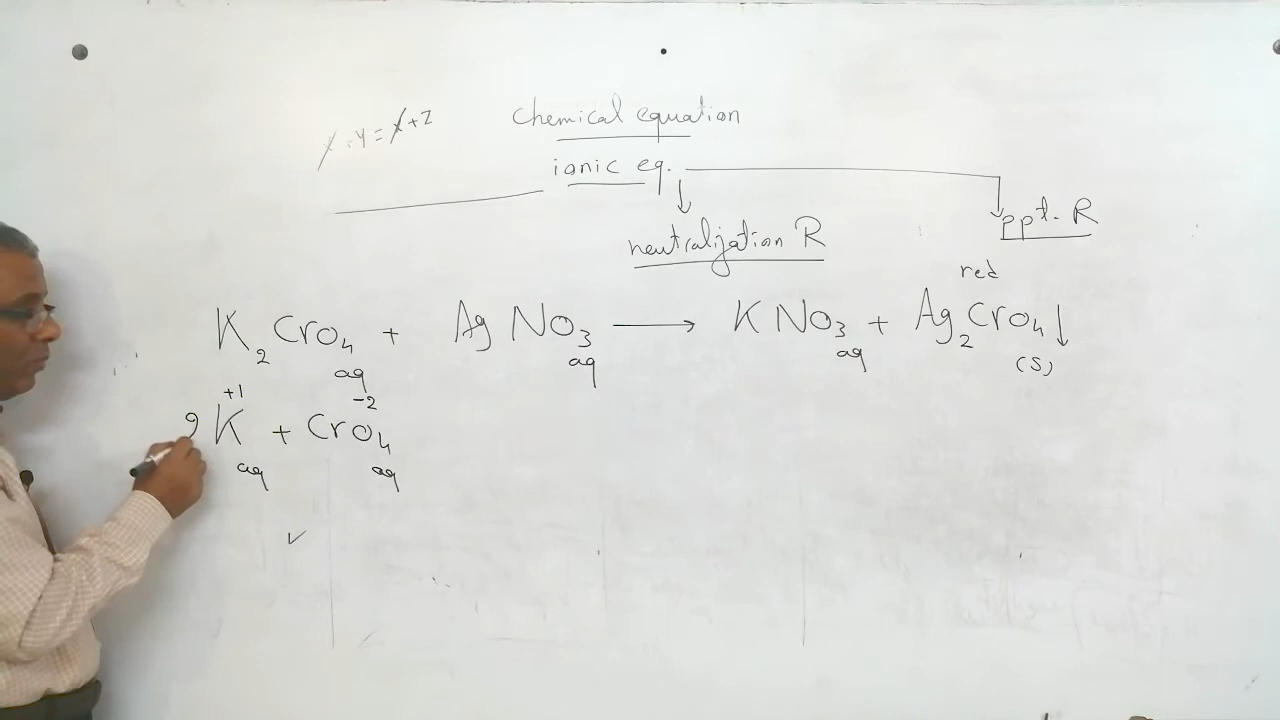 X + Y = X + Z
chemical equation
ionic eq.
neutralization R
ppt. R
red
K₂CrO₄ + AgNO₃ ⟶ KNO₃ + Ag₂CrO₄↓
aq aq aq (S)
+1 -2
2K + CrO₄
aq aq
✓